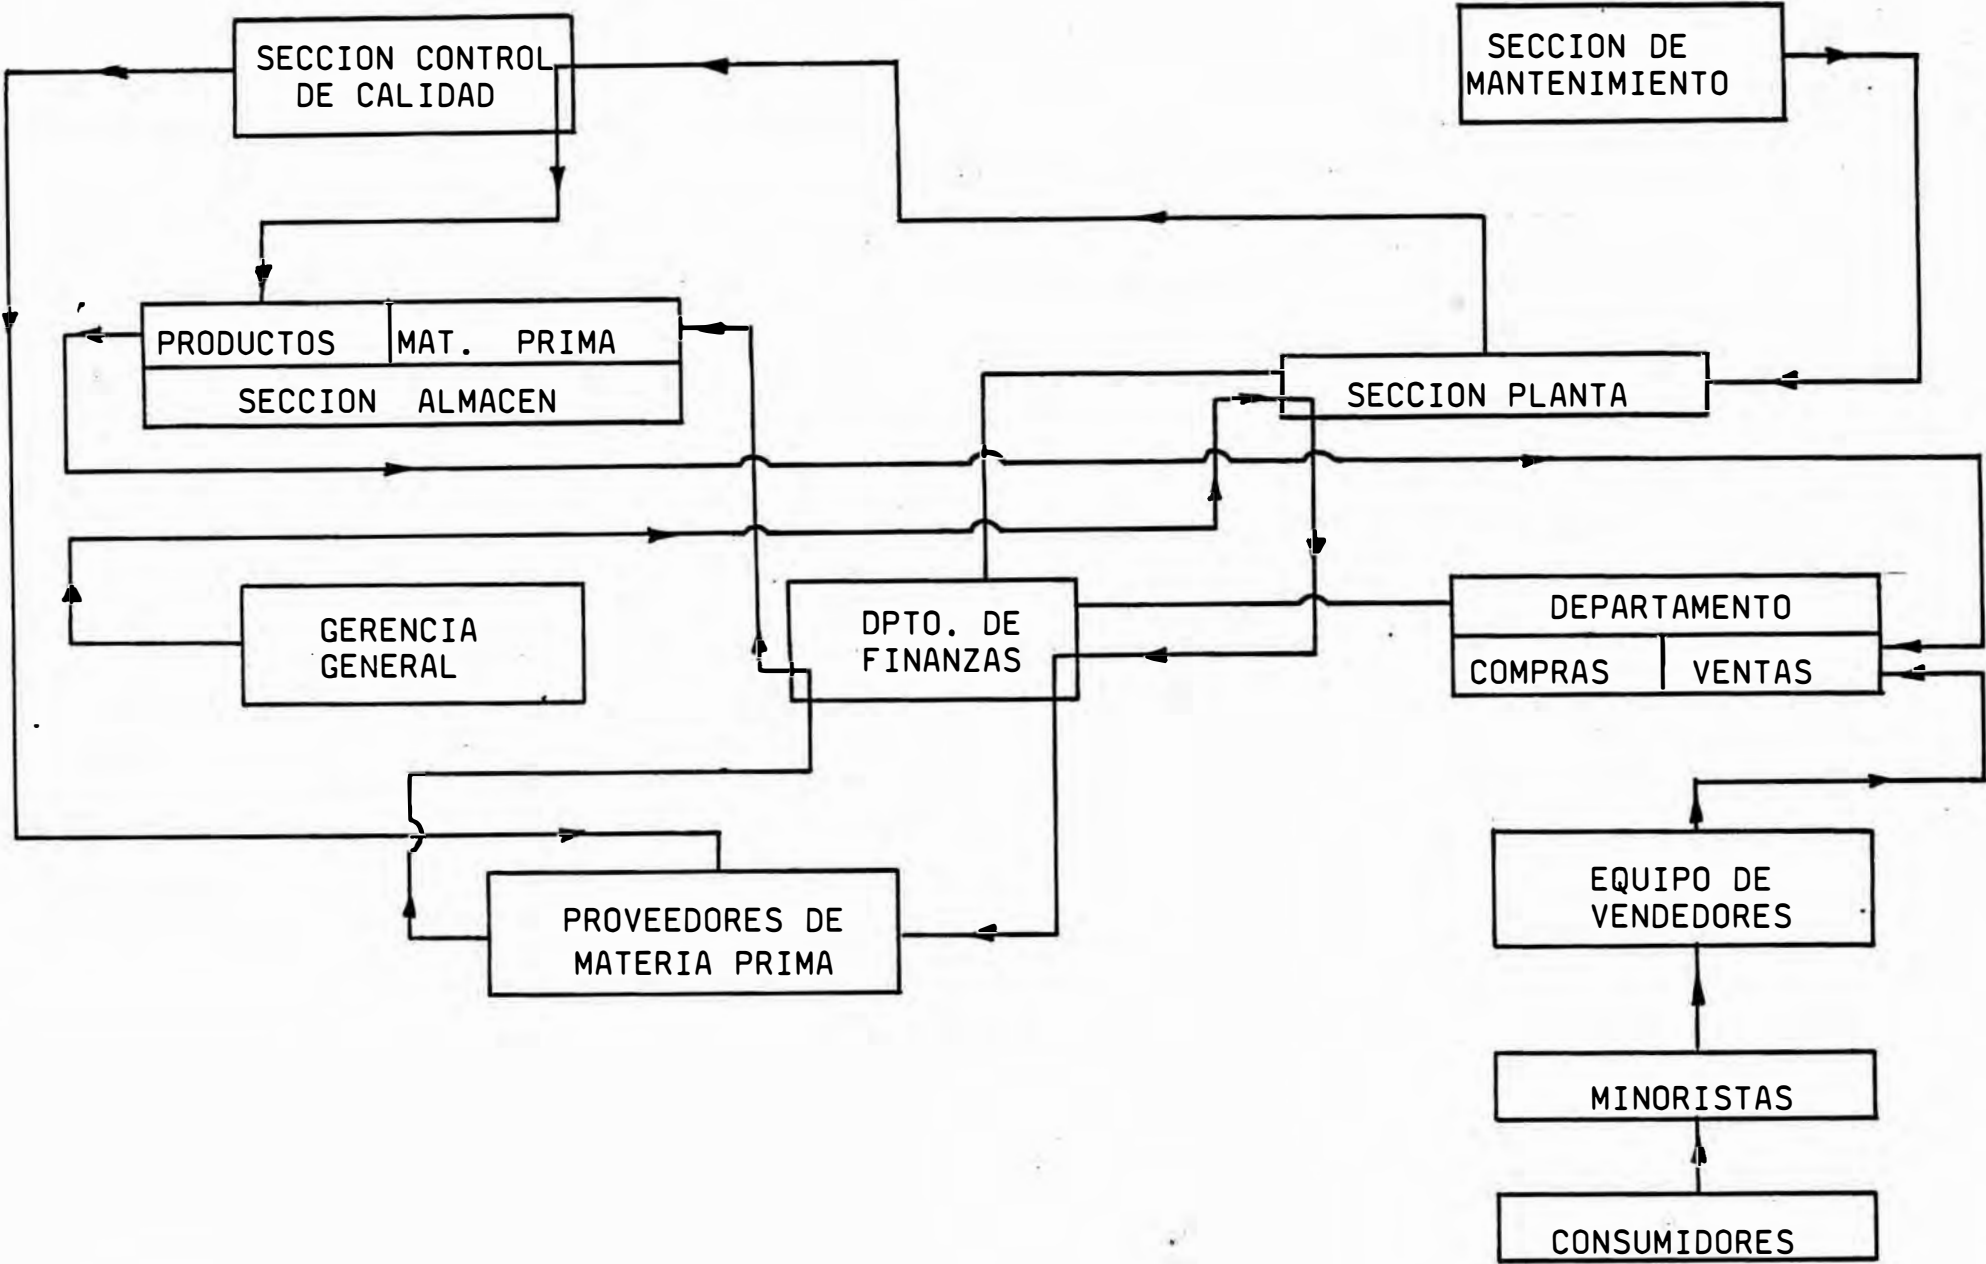 SECCION CONTROL
DE CALIDAD
SECCION DE
MANTENIMIENTO
PRODUCTOS MAT. PRIMA
SECCION ALMACEN
SECCION PLANTA
GERENCIA
GENERAL
DPTO. DE
FINANZAS
DEPARTAMENTO
COMPRAS VENTAS
PROVEEDORES DE
MATERIA PRIMA
EQUIPO DE
VENDEDORES
MINORISTAS
CONSUMIDORES